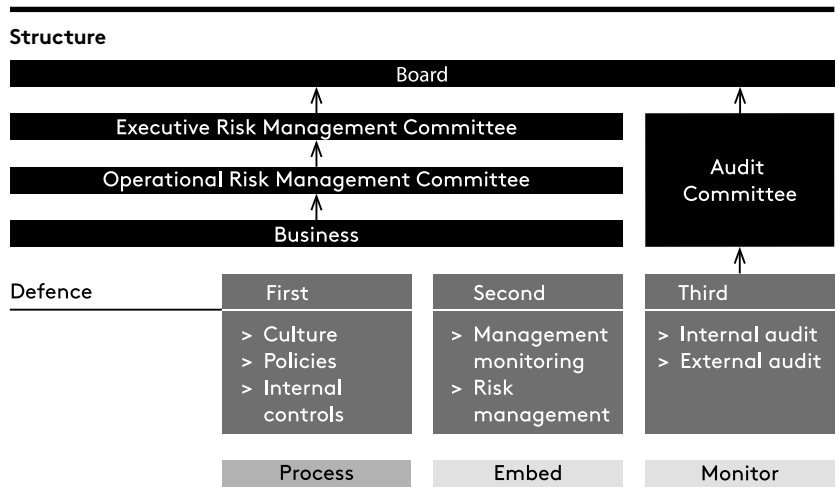 Structure
Board
Executive Risk Management Committee
Operational Risk Management Committee
Business
Audit
Committee
Defence
First
> Culture
> Policies
> Internal
controls
Second
> Management
monitoring
> Risk
management
Third
> Internal audit
> External audit
Process
Embed
Monitor